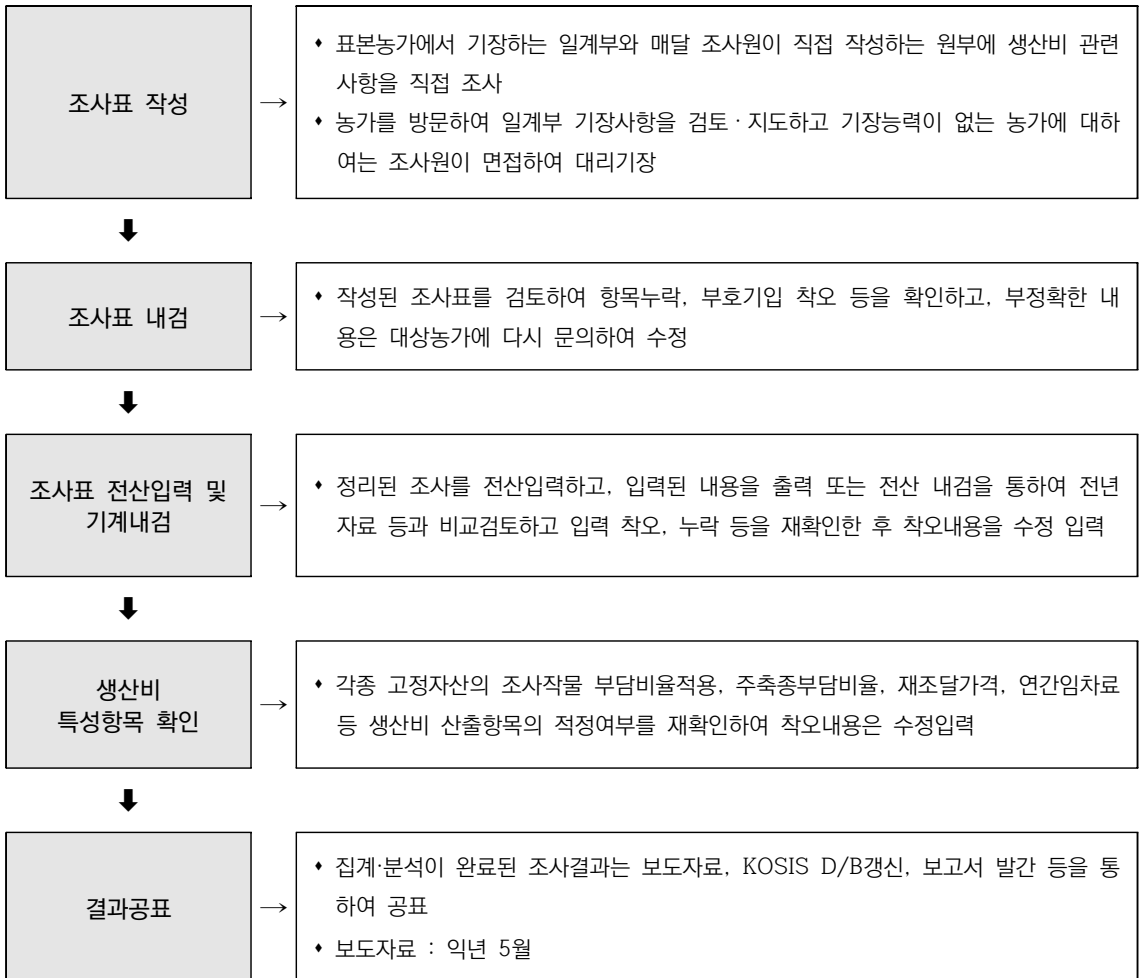 조사표 작성
→
♦ 표본농가에서 기장하는 일계부와 매달 조사원이 직접 작성하는 원부에 생산비 관련
사항을 직접 조사
♦ 농가를 방문하여 일계부 기장사항을 검토·지도하고 기장능력이 없는 농가에 대하
여는 조사원이 면접하여 대리기장
⬇
조사표 내검
→
♦ 작성된 조사표를 검토하여 항목누락, 부호기입 착오 등을 확인하고, 부정확한 내
용은 대상농가에 다시 문의하여 수정
⬇
조사표 전산입력 및
기계내검
→
♦ 정리된 조사를 전산입력하고, 입력된 내용을 출력 또는 전산 내검을 통하여 전년
자료 등과 비교검토하고 입력 착오, 누락 등을 재확인한 후 착오내용을 수정 입력
⬇
생산비
특성항목 확인
→
♦ 각종 고정자산의 조사작물 부담비율적용, 주축종부담비율, 재조달가격, 연간임차료
등 생산비 산출항목의 적정여부를 재확인하여 착오내용은 수정입력
⬇
결과공표
→
♦ 집계·분석이 완료된 조사결과는 보도자료, KOSIS D/B갱신, 보고서 발간 등을 통
하여 공표
♦ 보도자료 : 익년 5월